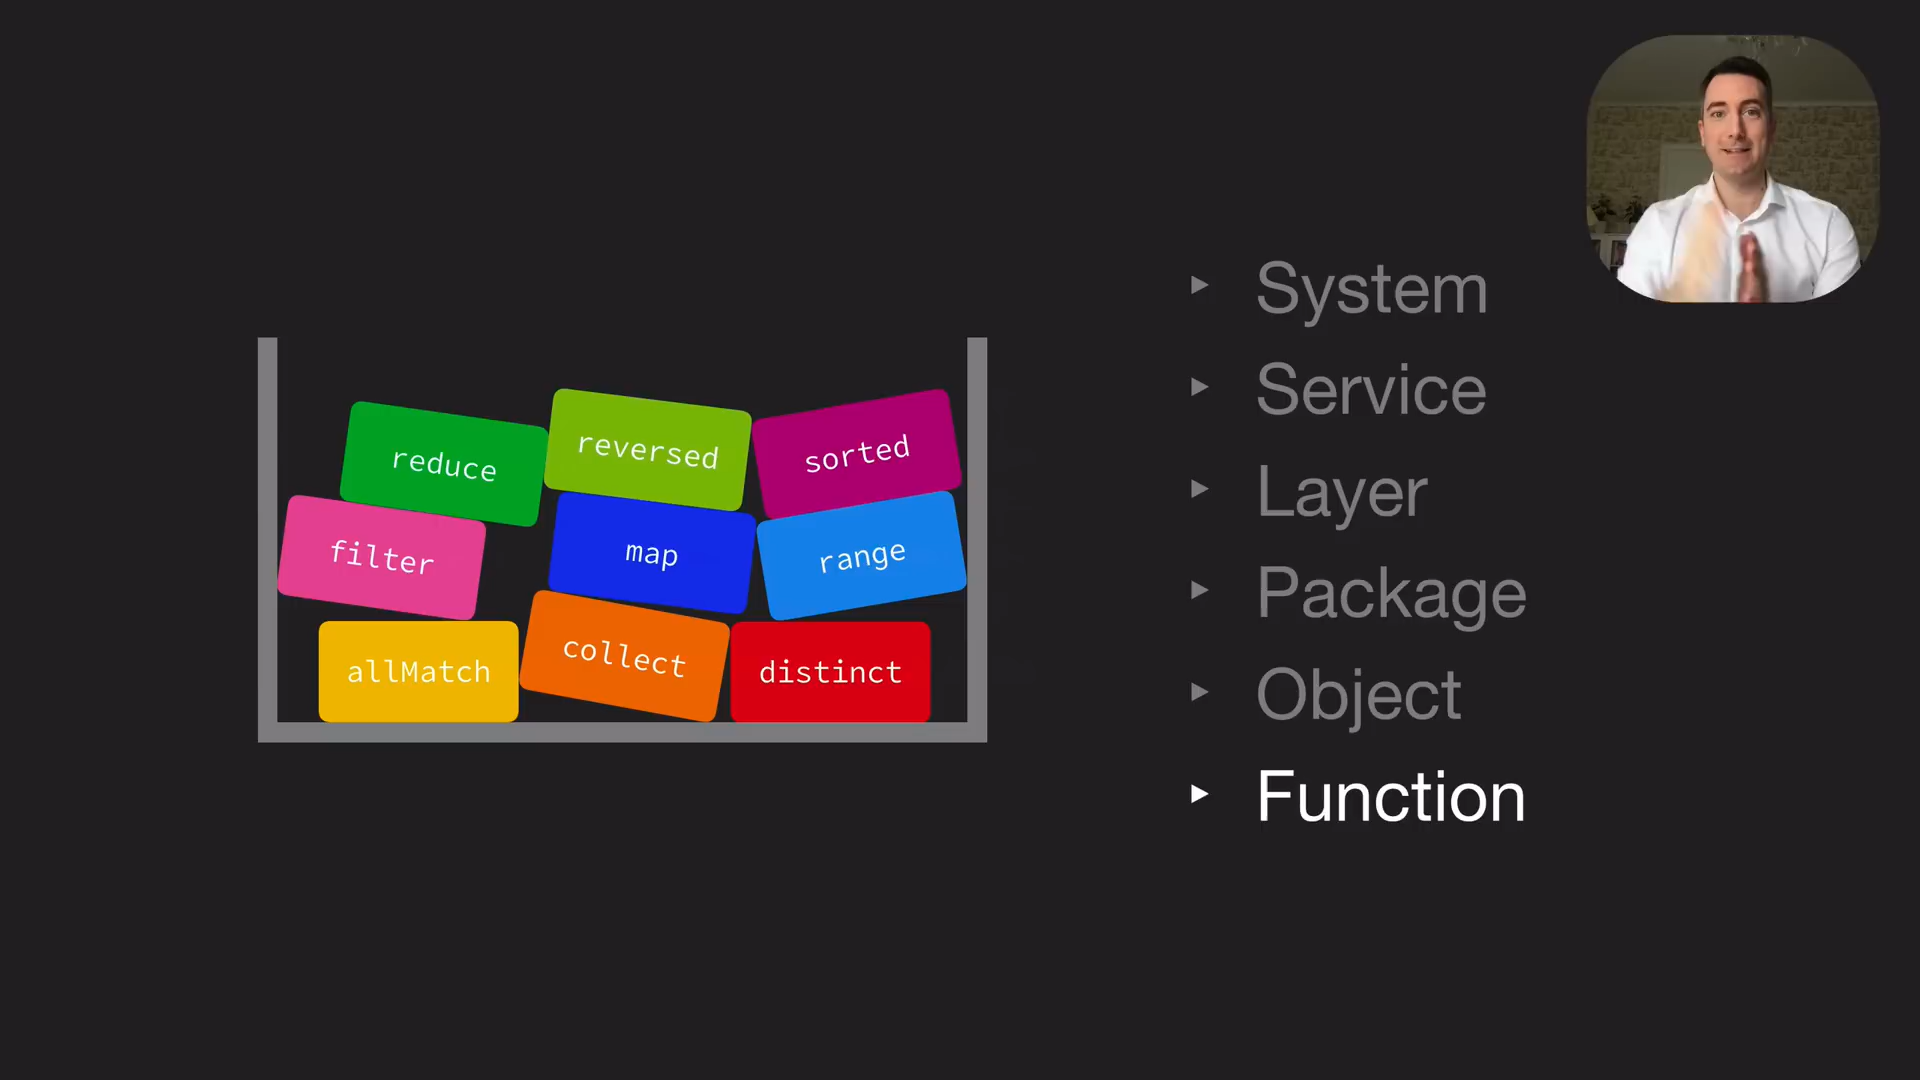 reduce
reversed
sorted
filter
map
range
allMatch
collect
distinct
System
Service
Layer
Package
Object
Function